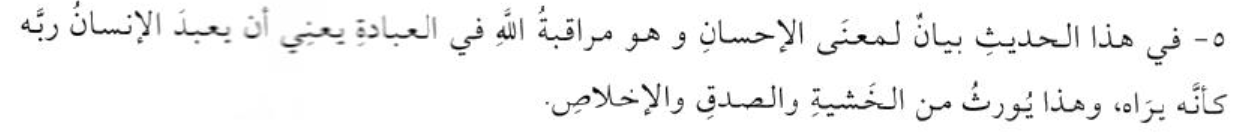 ٥- في هذا الحديثِ بيانٌ لمعنَى الإحسانِ و هو مراقبةُ اللَّهِ في العبادةِ يعنِي أن يعبدَ الإنسانُ ربَّه
كأنَّه يرَاه، وهذا يُورثُ من الخَشيةِ والصدقِ والإخلاصِ.